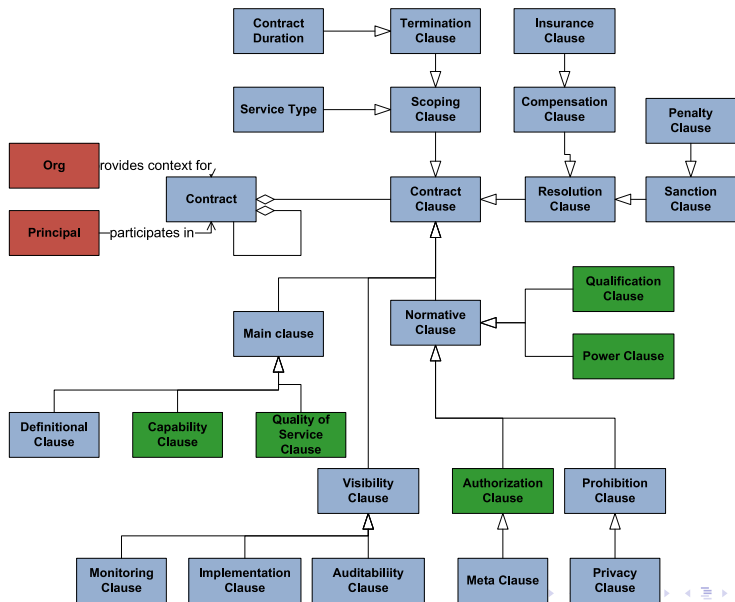 Contract
Duration
Termination
Clause
Insurance
Clause
Service Type
Scoping
Clause
Compensation
Clause
Penalty
Clause
Org
rovides context for
Contract
Contract
Clause
Resolution
Clause
Sanction
Clause
Principal
participates in
Qualification
Clause
Main clause
Normative
Clause
Power Clause
Definitional
Clause
Capability
Clause
Quality of
Service
Clause
Visibility
Clause
Authorization
Clause
Prohibition
Clause
Monitoring
Clause
Implementation
Clause
Auditabiliity
Clause
Meta Clause
Privacy
Clause